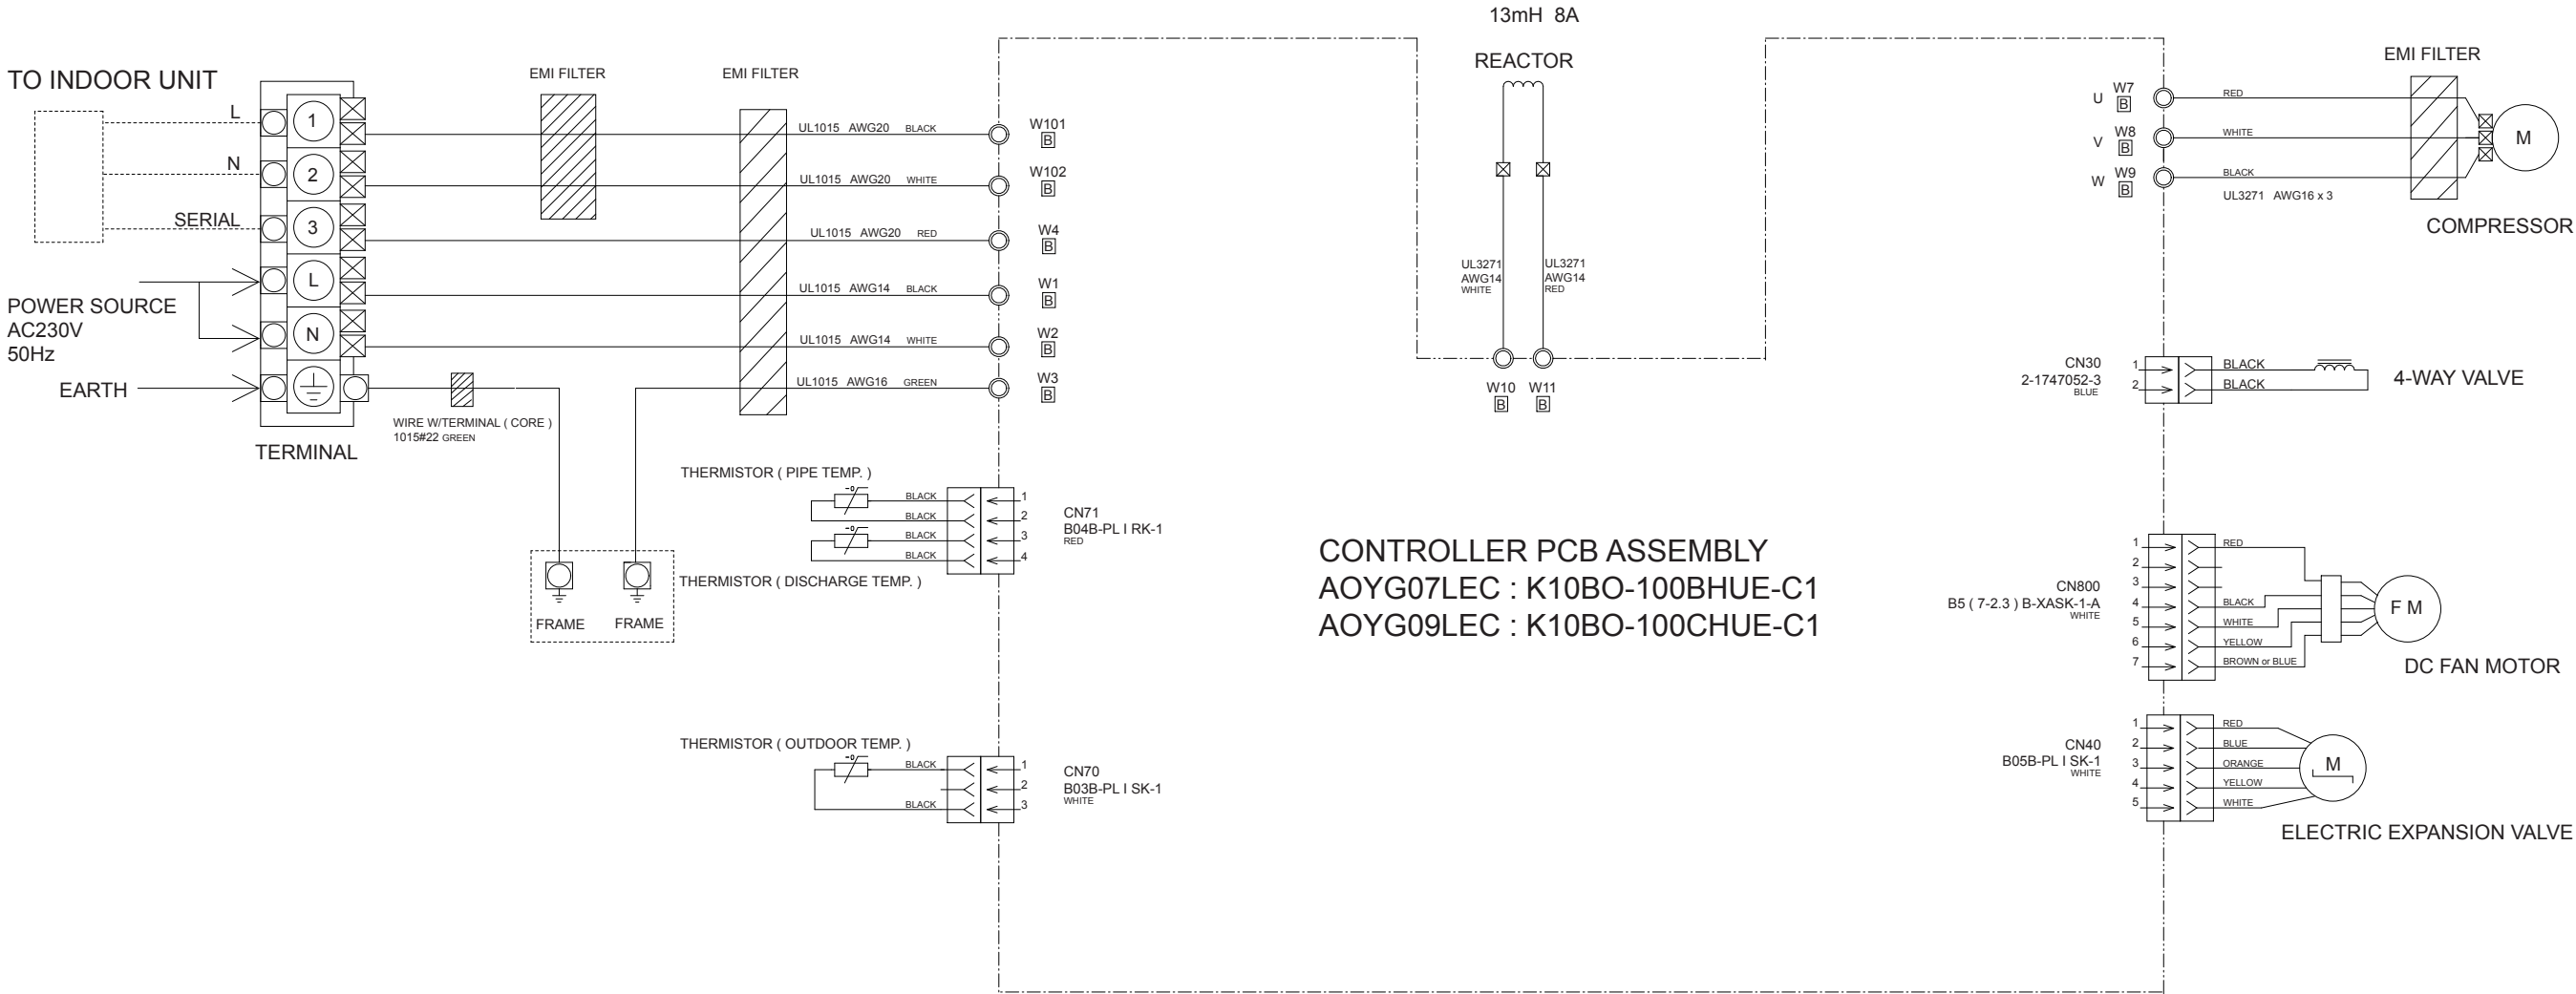 13mH 8A
REACTOR
TO INDOOR UNIT
L
N
SERIAL
POWER SOURCE
AC230V
50Hz
EARTH
1
2
3
L
N
TERMINAL
EMI FILTER
EMI FILTER
UL1015 AWG20 BLACK
UL1015 AWG20 WHITE
UL1015 AWG20 RED
UL1015 AWG14 BLACK
UL1015 AWG14 WHITE
UL1015 AWG16 GREEN
W101
B
W102
B
W4
B
W1
B
W2
B
W3
B
WIRE W/TERMINAL ( CORE )
1015#22 GREEN
FRAME
FRAME
THERMISTOR ( PIPE TEMP. )
-θ
BLACK
BLACK
-θ
BLACK
BLACK
THERMISTOR ( DISCHARGE TEMP. )
1
2
3
4
CN71
B04B-PL I RK-1
RED
THERMISTOR ( OUTDOOR TEMP. )
-θ
BLACK
BLACK
1
2
3
CN70
B03B-PL I SK-1
WHITE
UL3271
AWG14
WHITE
UL3271
AWG14
RED
W10
B
W11
B
CONTROLLER PCB ASSEMBLY
AOYG07LEC : K10BO-100BHUE-C1
AOYG09LEC : K10BO-100CHUE-C1
EMI FILTER
U W7
B
RED
V W8
B
WHITE
W W9
B
BLACK
UL3271 AWG16 x 3
M
COMPRESSOR
CN30
2-1747052-3
BLUE
1
2
BLACK
BLACK
4-WAY VALVE
CN800
B5 ( 7-2.3 ) B-XASK-1-A
WHITE
1
2
3
4
5
6
7
RED
BLACK
WHITE
YELLOW
BROWN or BLUE
F M
DC FAN MOTOR
CN40
B05B-PL I SK-1
WHITE
1
2
3
4
5
RED
BLUE
ORANGE
YELLOW
WHITE
M
ELECTRIC EXPANSION VALVE